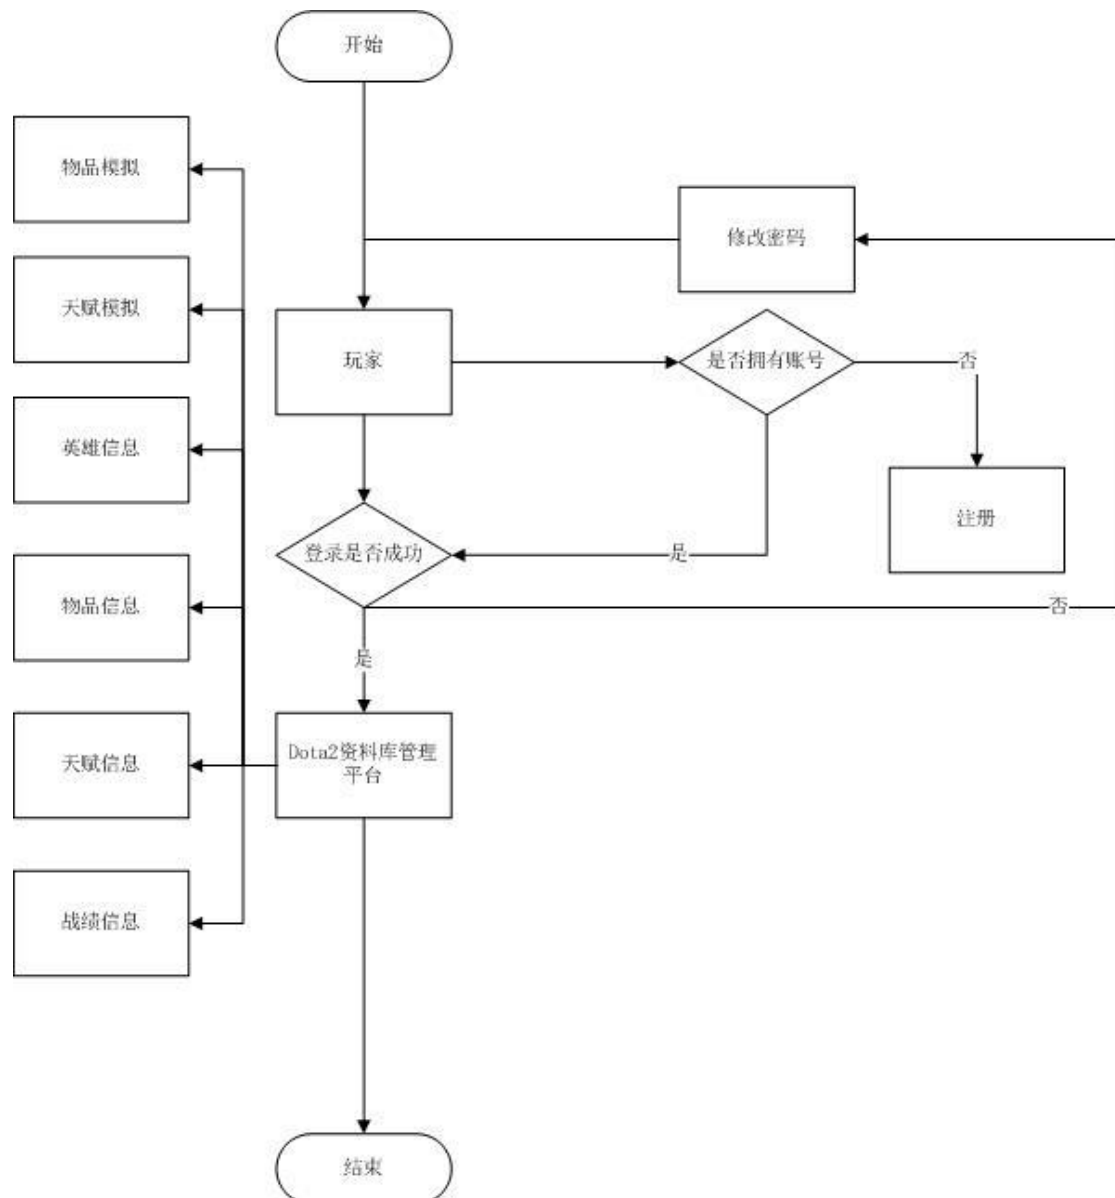 开始
物品模拟
修改密码
天赋模拟
玩家
是否拥有账号
否
英雄信息
注册
登录是否成功
是
物品信息
否
是
Dota2资料库管理
平台
天赋信息
战绩信息
结束